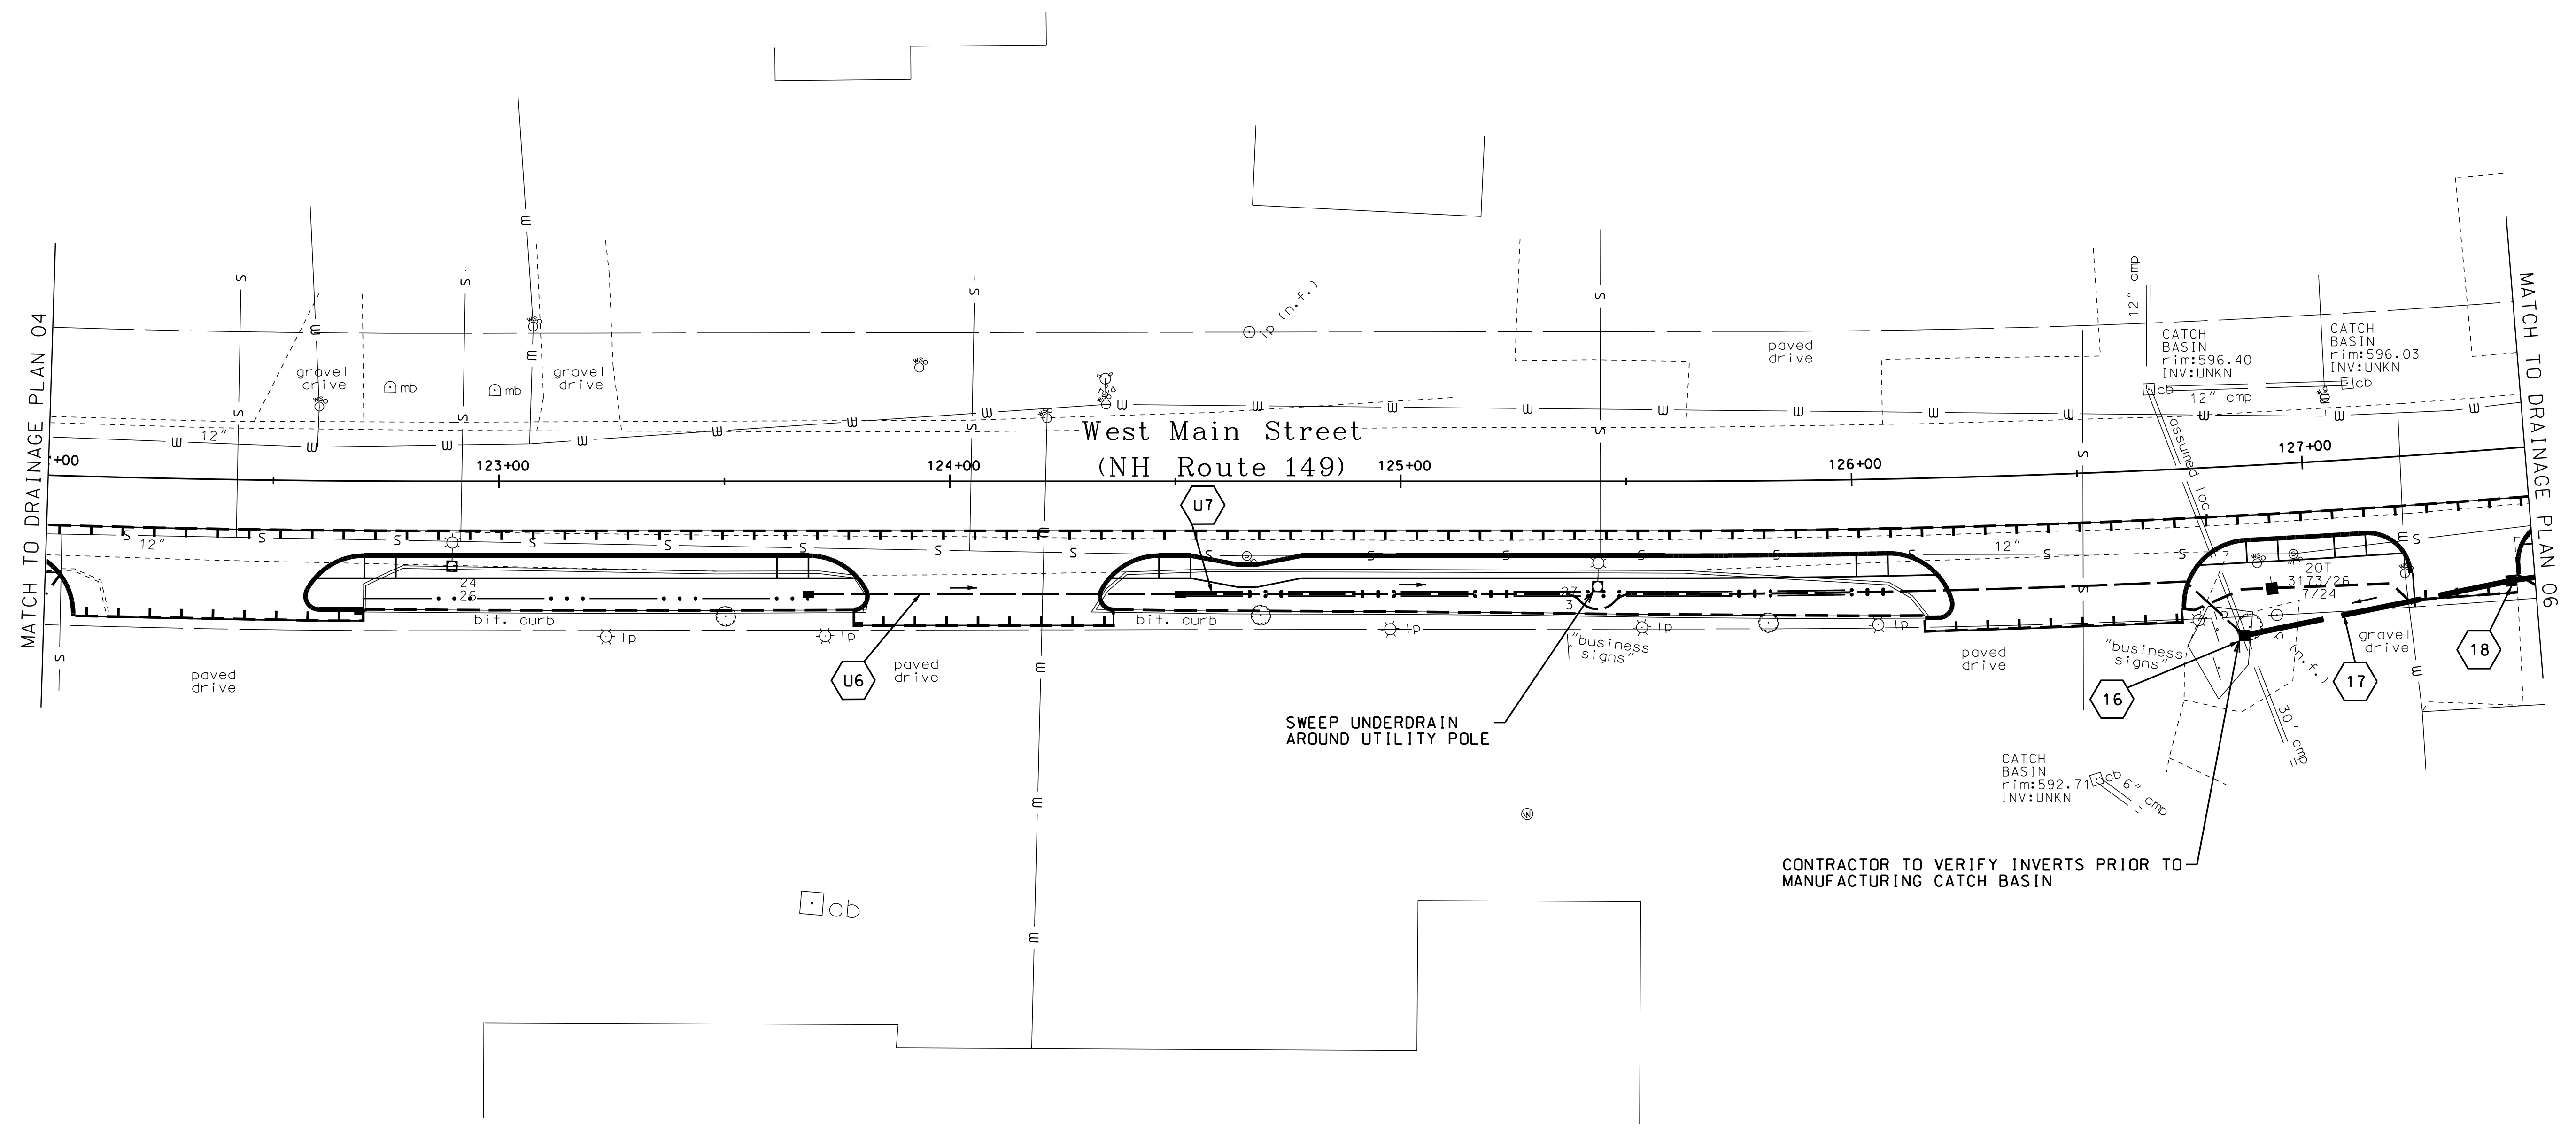 MATCH TO DRAINAGE PLAN 04
MATCH TO DRAINAGE PLAN 06
West Main Street
(NH Route 149)
+00
123+00
124+00
125+00
126+00
127+00
gravel
drive
mb
mb
gravel
drive
ip (n.f.)
paved
drive
12" cmp
CATCH
BASIN
rim:596.40
INV:UNKN
CATCH
BASIN
rim:596.03
INV:UNKN
cb
cb
12" cmp
assumed loc
12"
12"
12"
U7
24
26
27
3
20T
3173/26
7/24
bit. curb
bit. curb
lp
lp
lp
lp
lp
"business
signs"
"business
signs"
paved
drive
paved
drive
paved
drive
gravel
drive
U6
16
17
18
SWEEP UNDERDRAIN
AROUND UTILITY POLE
30" cmp
CATCH
BASIN
rim:592.71
INV:UNKN
cb
6" cmp
CONTRACTOR TO VERIFY INVERTS PRIOR TO
MANUFACTURING CATCH BASIN
cb
W